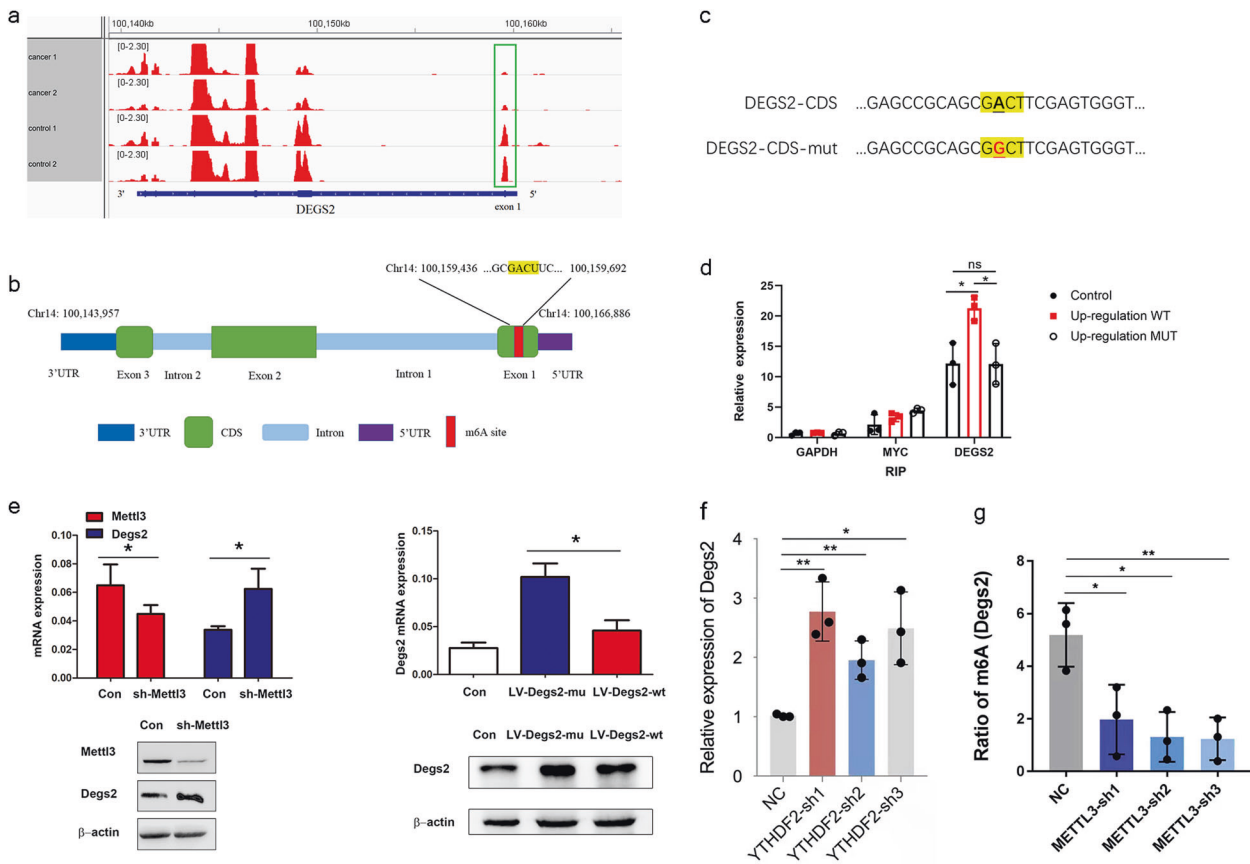 a
100,140kb 100,150kb 100,160kb
cancer 1 [0-2.30]
cancer 2 [0-2.30]
control 1 [0-2.30]
control 2 [0-2.30]
3' 5'
DEGS2 exon 1
b
Chr14: 100,159,436 ...GCGACUUC... 100,159,692
Chr14: 100,143,957 Chr14: 100,166,886
3'UTR Exon 3 Intron 2 Exon 2 Intron 1 Exon 1 5'UTR
3'UTR CDS Intron 5'UTR m6A site
c
DEGS2-CDS ...GAGCCGCAGCGACTTCGAGTGGGT...
DEGS2-CDS-mut ...GAGCCGCAGCGGCTTCGAGTGGGT...
d
Relative expression
25
20
15
10
5
0
ns
* *
Control
Up-regulation WT
Up-regulation MUT
GAPDH MYC DEGS2
RIP
e
Mettl3
Degs2
mRNA expression
0.10
0.08
0.06
0.04
0.02
0.00
* *
Con sh-Mettl3 Con sh-Mettl3
Con sh-Mettl3
Mettl3
Degs2
β-actin
Degs2 mRNA expression
0.15
0.10
0.05
0.00
*
Con LV-Degs2-mu LV-Degs2-wt
Con LV-Degs2-mu LV-Degs2-wt
Degs2
β-actin
f
Relative expression of Degs2
4
3
2
1
0
*
**
**
NC YTHDF2-sh1 YTHDF2-sh2 YTHDF2-sh3
g
Ratio of m6A (Degs2)
8
6
4
2
0
**
*
*
NC METTL3-sh1 METTL3-sh2 METTL3-sh3